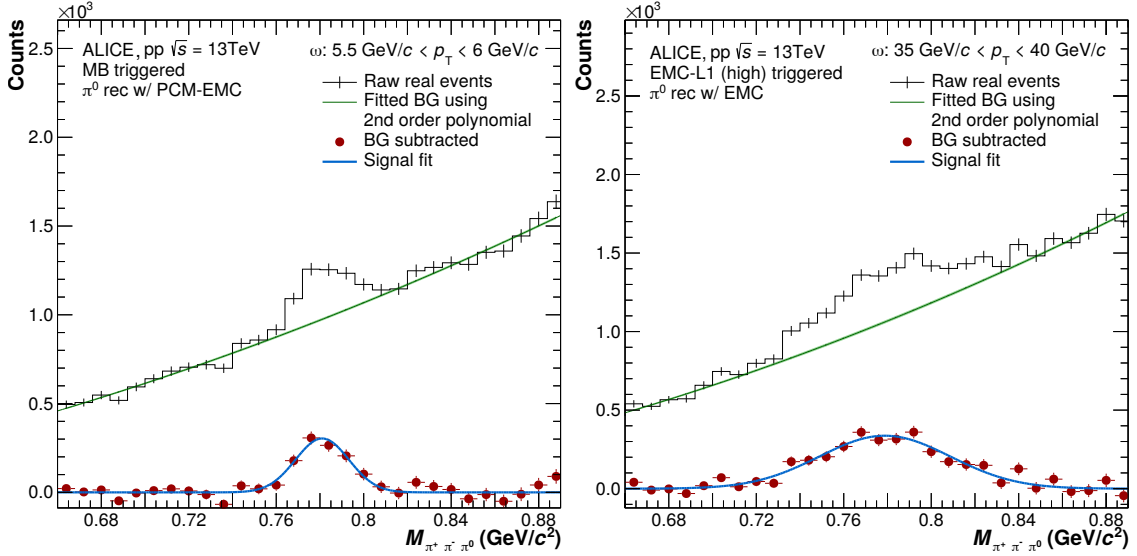 ×10³
Counts
2.5
2.0
1.5
1.0
0.5
0.0
ALICE, pp √s = 13TeV
MB triggered
π⁰ rec w/ PCM-EMC
ω: 5.5 GeV/c < p_T < 6 GeV/c
Raw real events
Fitted BG using
2nd order polynomial
BG subtracted
Signal fit
0.68 0.72 0.76 0.8 0.84 0.88
M_π⁺ π⁻ π⁰ (GeV/c²)
×10³
Counts
2.5
2.0
1.5
1.0
0.5
0.0
ALICE, pp √s = 13TeV
EMC-L1 (high) triggered
π⁰ rec w/ EMC
ω: 35 GeV/c < p_T < 40 GeV/c
Raw real events
Fitted BG using
2nd order polynomial
BG subtracted
Signal fit
0.68 0.72 0.76 0.8 0.84 0.88
M_π⁺ π⁻ π⁰ (GeV/c²)